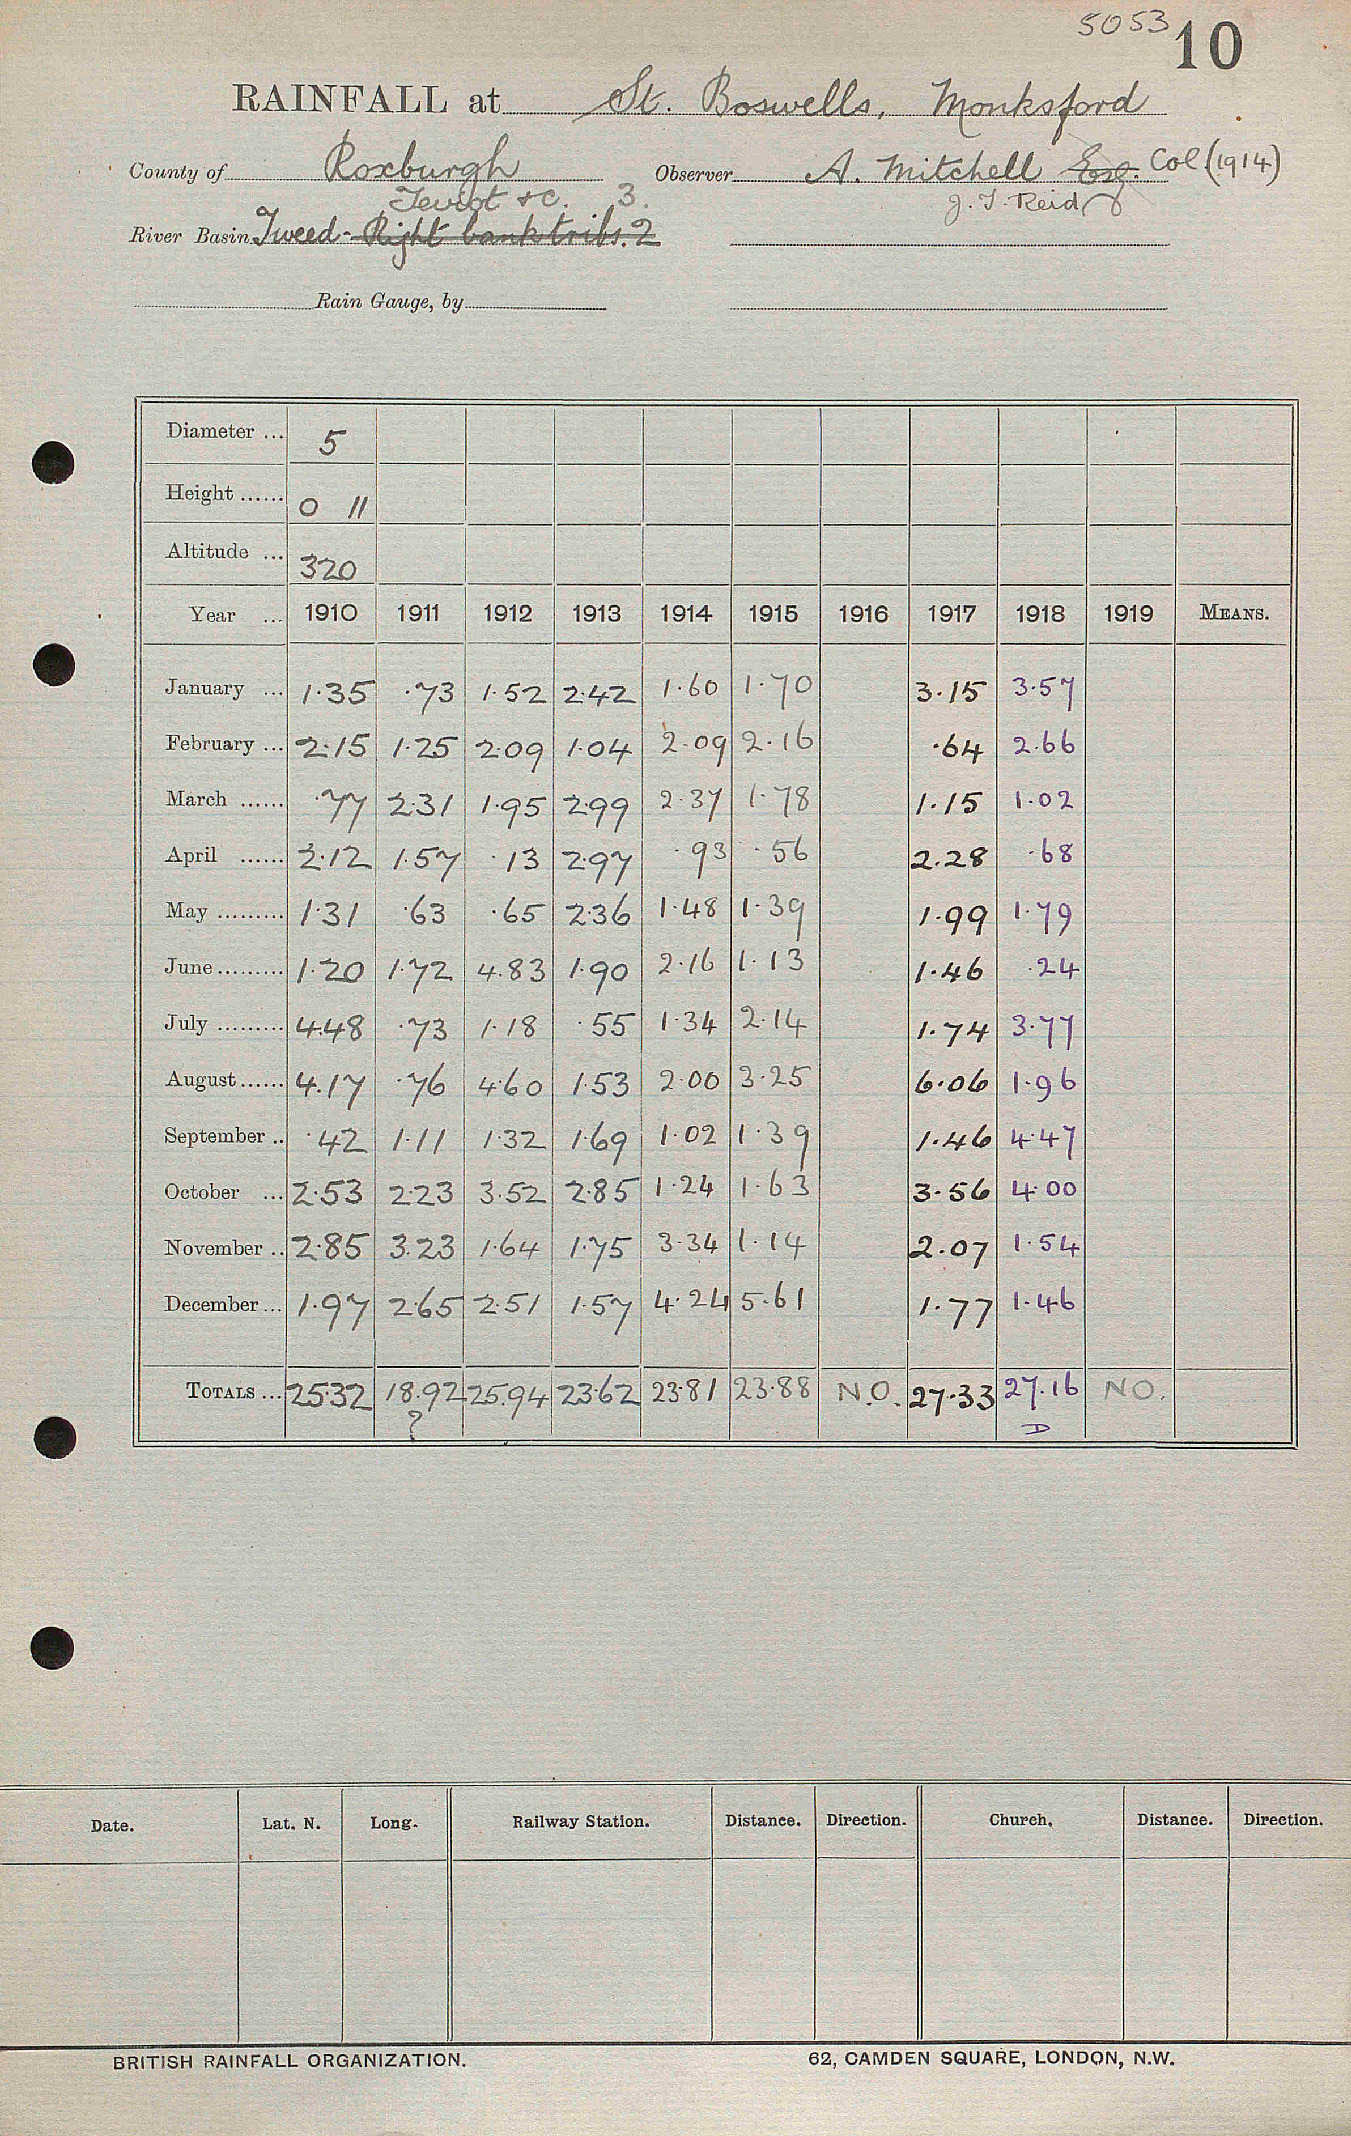 5053 10
RAINFALL at St. Boswells, Monksford
County of Roxburgh Observer A. Mitchell Esq. Col (1914)
Teviot &c. 3. J. T. Reid
River Basin Tweed - Right bank tribs. 2
Rain Gauge, by
Diameter ... 5
Height ...... 0 11
Altitude ... 320
Year ... 1910 1911 1912 1913 1914 1915 1916 1917 1918 1919 MEANS.
January ... 1.35 .73 1.52 2.42 1.60 1.70 3.15 3.57
February ... 2.15 1.25 2.09 1.04 2.09 2.16 .64 2.66
March ...... .77 2.31 1.95 2.99 2.37 1.78 1.15 1.02
April ...... 2.12 1.57 .13 2.97 .93 .56 2.28 .68
May ......... 1.31 .63 .65 2.36 1.48 1.39 1.99 1.79
June ......... 1.20 1.72 4.83 1.90 2.16 1.13 1.46 .24
July ......... 4.48 .73 1.18 .55 1.34 2.14 1.74 3.77
August ...... 4.17 .76 4.60 1.53 2.00 3.25 6.06 1.96
September .. .42 1.11 1.32 1.69 1.02 1.39 1.46 4.47
October ... 2.53 2.23 3.52 2.85 1.24 1.63 3.56 4.00
November .. 2.85 3.23 1.64 1.75 3.34 1.14 2.07 1.54
December ... 1.97 2.65 2.51 1.57 4.24 5.61 1.77 1.46
TOTALS ... 25.32 18.92 25.94 23.62 23.81 23.88 N.O. 27.33 27.16 NO.
? D
Date. Lat. N. Long. Railway Station. Distance. Direction. Church. Distance. Direction.
BRITISH RAINFALL ORGANIZATION. 62, CAMDEN SQUARE, LONDON, N.W.